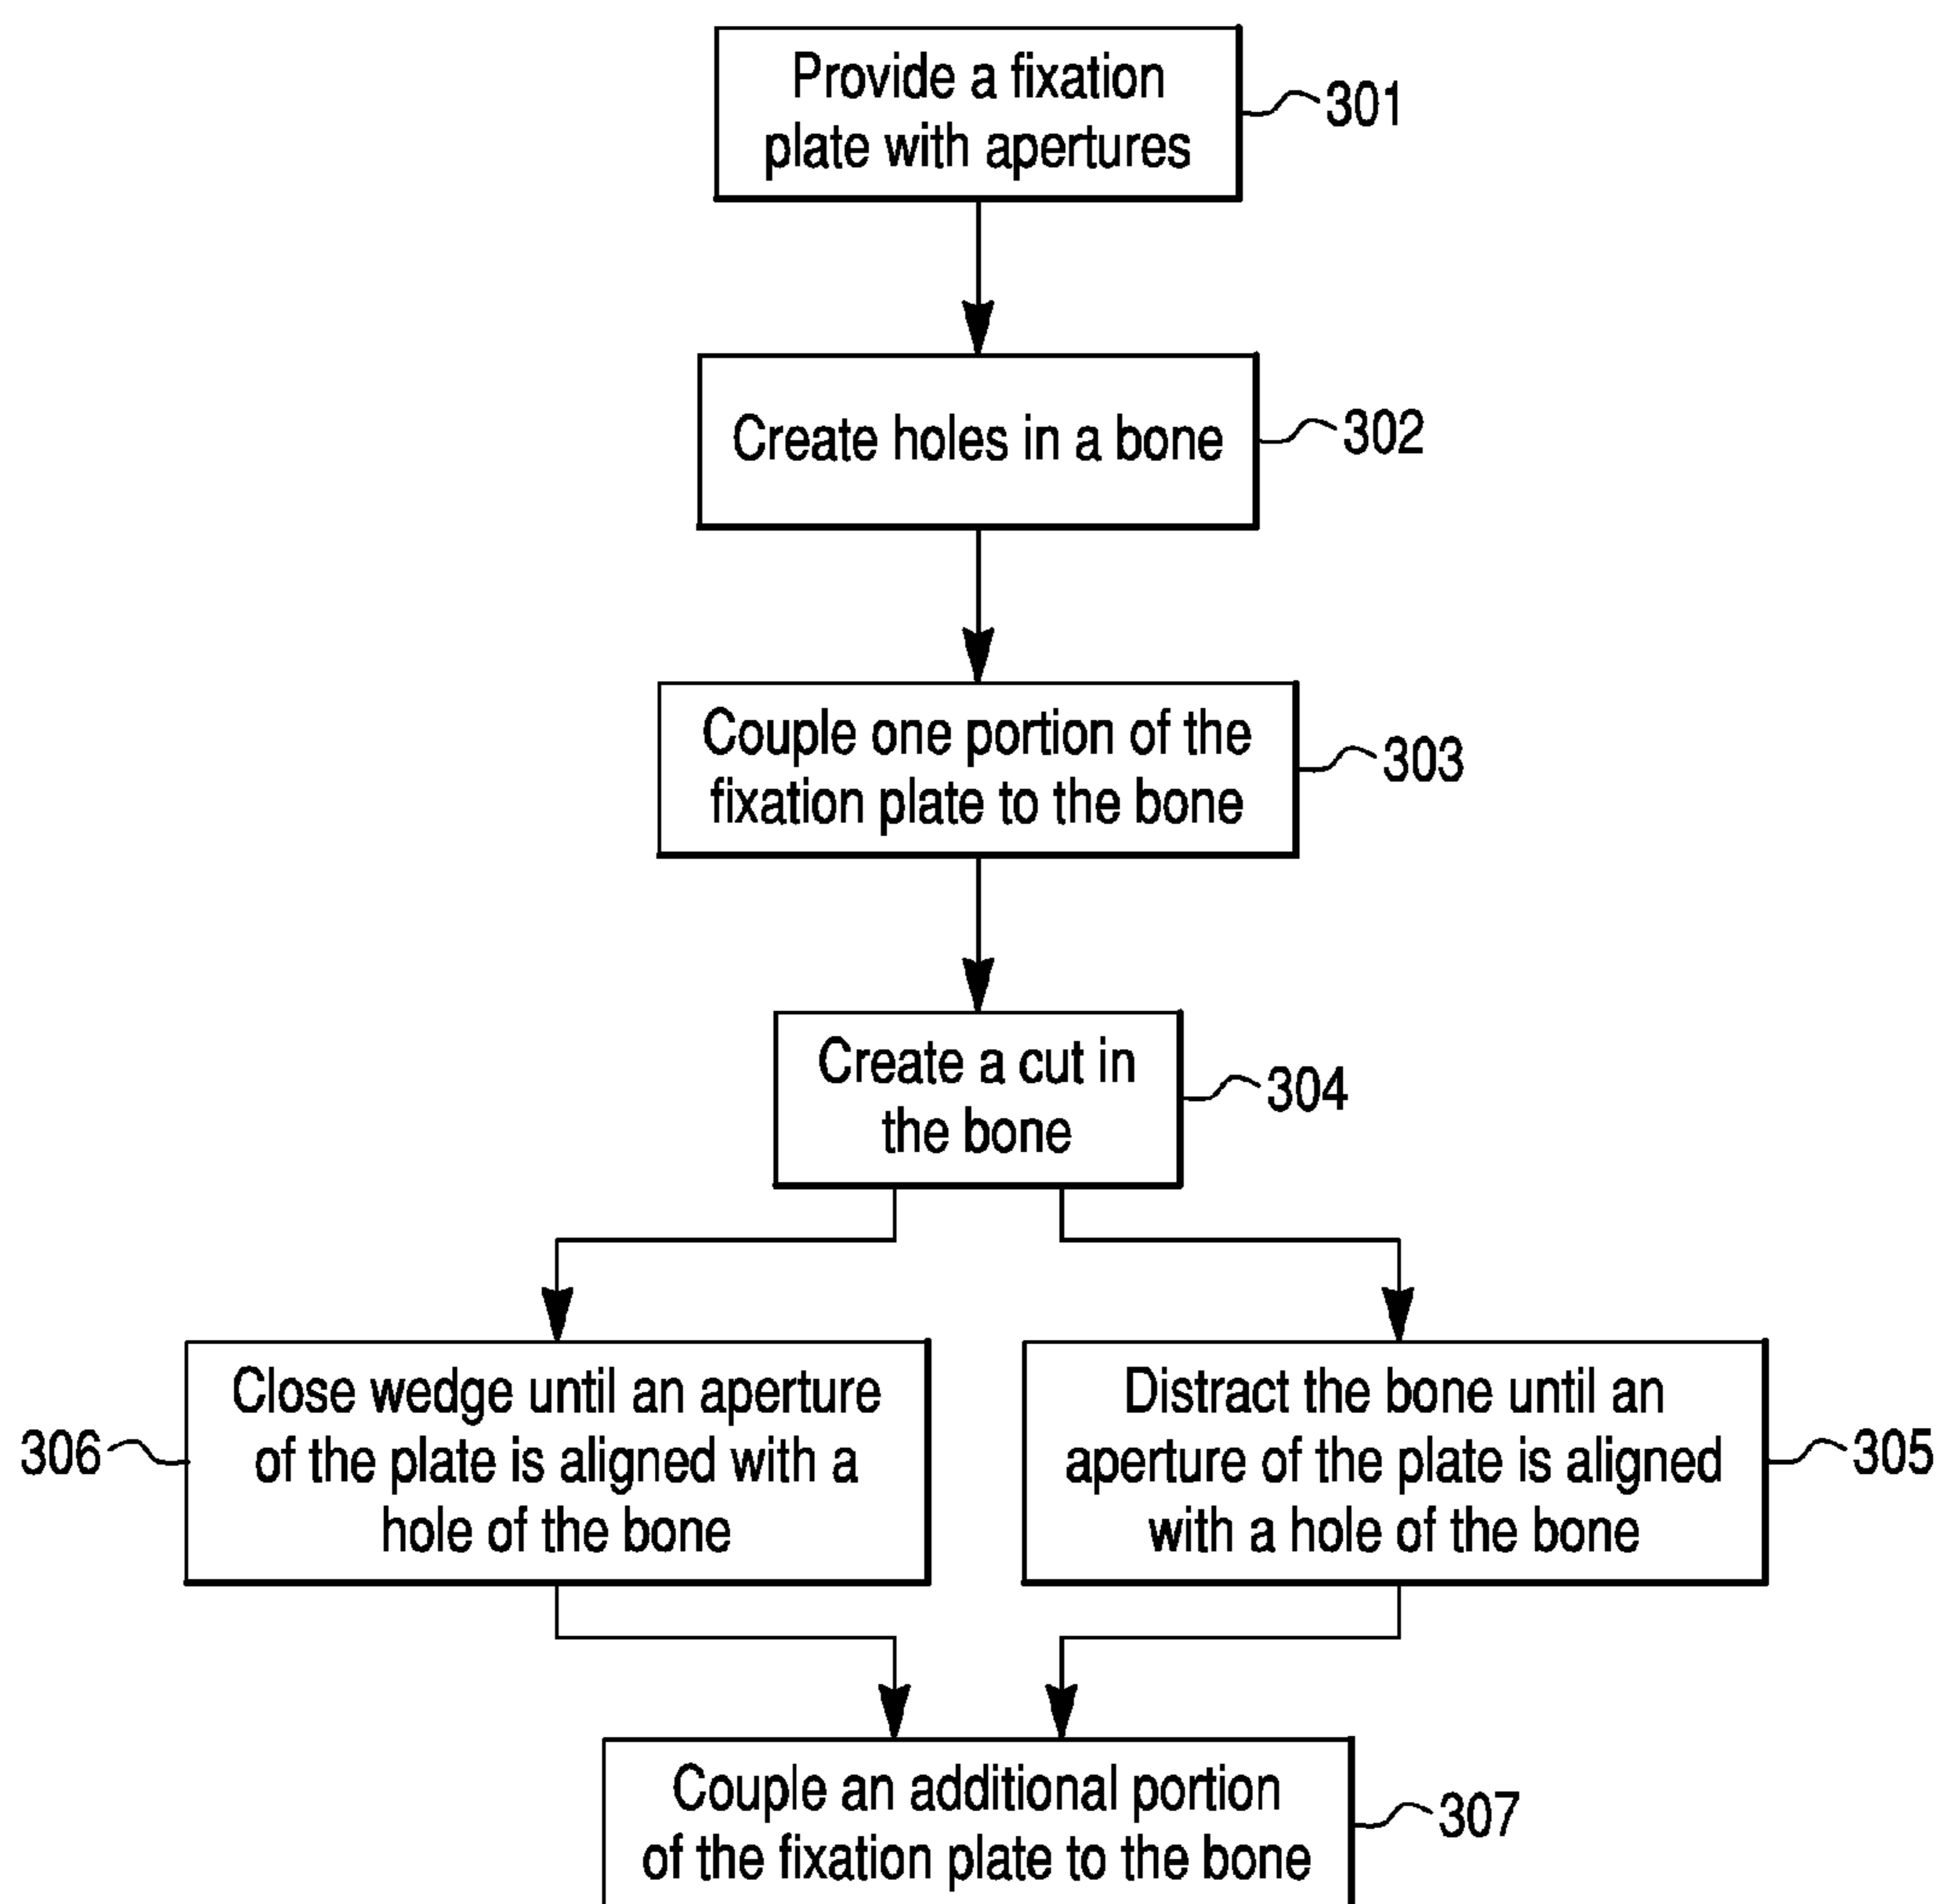 Provide a fixation
plate with apertures
301
Create holes in a bone
302
Couple one portion of the
fixation plate to the bone
303
Create a cut in
the bone
304
306
Close wedge until an aperture
of the plate is aligned with a
hole of the bone
Distract the bone until an
aperture of the plate is aligned
with a hole of the bone
305
Couple an additional portion
of the fixation plate to the bone
307